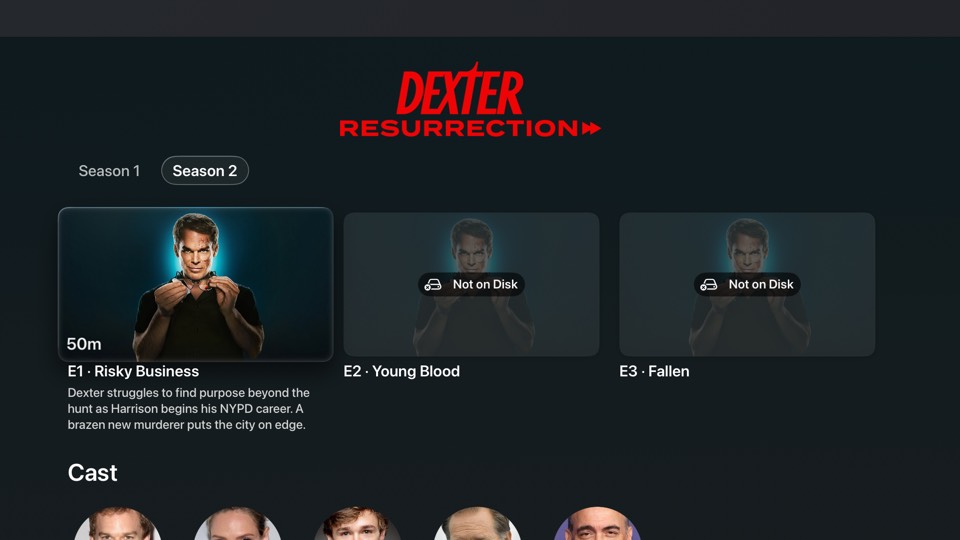 DEXTER
RESURRECTION
Season 1
Season 2
50m
Not on Disk
Not on Disk
E1 · Risky Business
E2 · Young Blood
E3 · Fallen
Dexter struggles to find purpose beyond the
hunt as Harrison begins his NYPD career. A
brazen new murderer puts the city on edge.
Cast